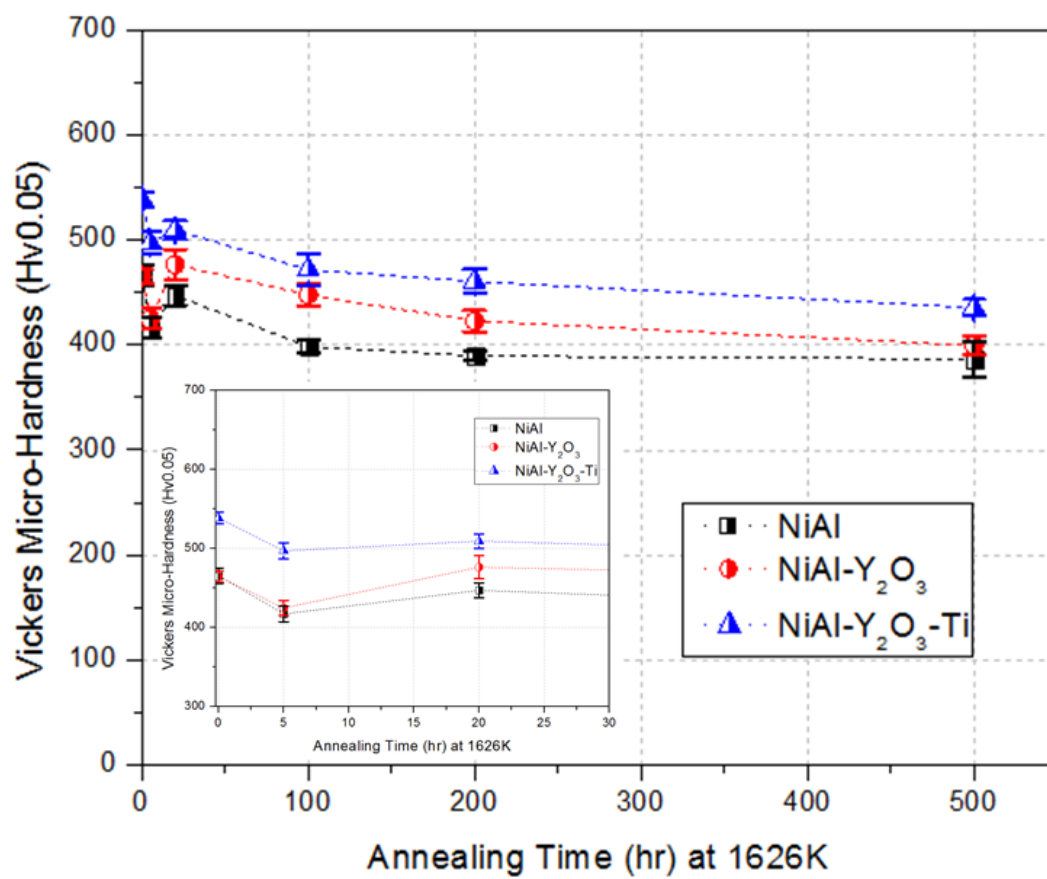 Vickers Micro-Hardness (Hv0.05)
700
600
500
400
300
200
100
0
0 100 200 300 400 500
Annealing Time (hr) at 1626K
NiAl
NiAl-Y₂O₃
NiAl-Y₂O₃-Ti
Vickers Micro-Hardness (Hv0.05)
700
600
500
400
300
0 5 10 15 20 25 30
Annealing Time (hr) at 1626K
NiAl
NiAl-Y₂O₃
NiAl-Y₂O₃-Ti